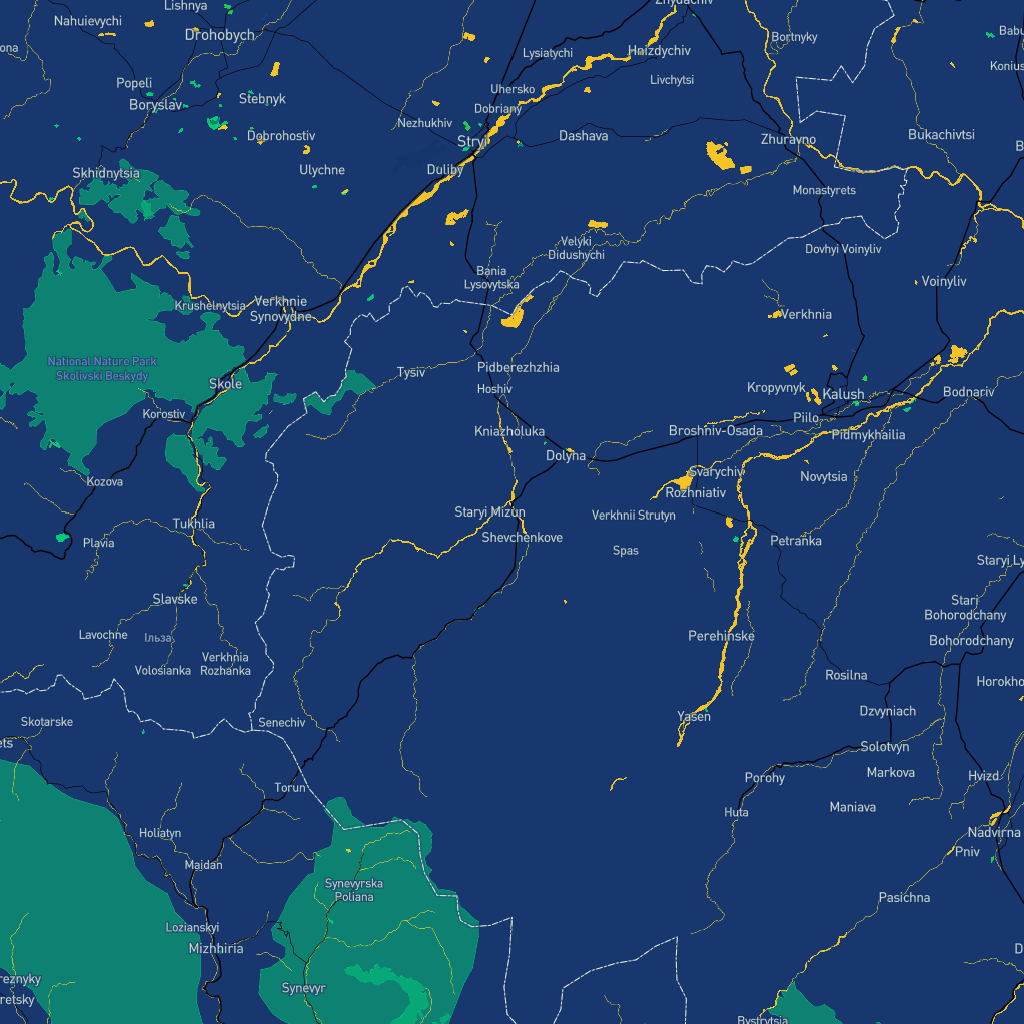 Lishnya
Zhydachiv
Nahuievychi
Drohobych
Bortnyky
Lysiatychi
Hnizdychiv
Popeli
Uhersko
Livchytsi
Boryslav
Stebnyk
Dobriany
Nezhukhiv
Dobrohostiv
Stryi
Dashava
Zhuravno
Bukachivtsi
Skhidnytsia
Ulychne
Duliby
Monastyrets
Velyki
Didushychi
Dovhyi Voinyliv
Bania
Lysovytska
Voinyliv
Krushelnytsia
Verkhnie
Synovydne
Verkhnia
National Nature Park
Skolivski Beskydy
Skole
Tysiv
Pidberezhzhia
Hoshiv
Kropyvnyk
Kalush
Bodnariv
Korostiv
Kniazholuka
Broshniv-Osada
Piilo
Pidmykhailia
Dolyna
Svarychiv
Novytsia
Kozova
Rozhniativ
Staryi Mizun
Verkhnii Strutyn
Tukhlia
Plavia
Shevchenkove
Petranka
Spas
Staryi Ly
Slavske
Stari
Bohorodchany
Lavochne
Ільза
Perehinske
Bohorodchany
Verkhnia
Rozhanka
Volosianka
Rosilna
Horokho
Skotarske
Senechiv
Yasen
Dzvyniach
Solotvyn
Torun
Porohy
Markova
Hvizd
Huta
Maniava
Holiatyn
Nadvirna
Maidan
Pniv
Synevyrska
Poliana
Pasichna
Lozianskyi
Mizhhiria
Synevyr
Bystrytsia